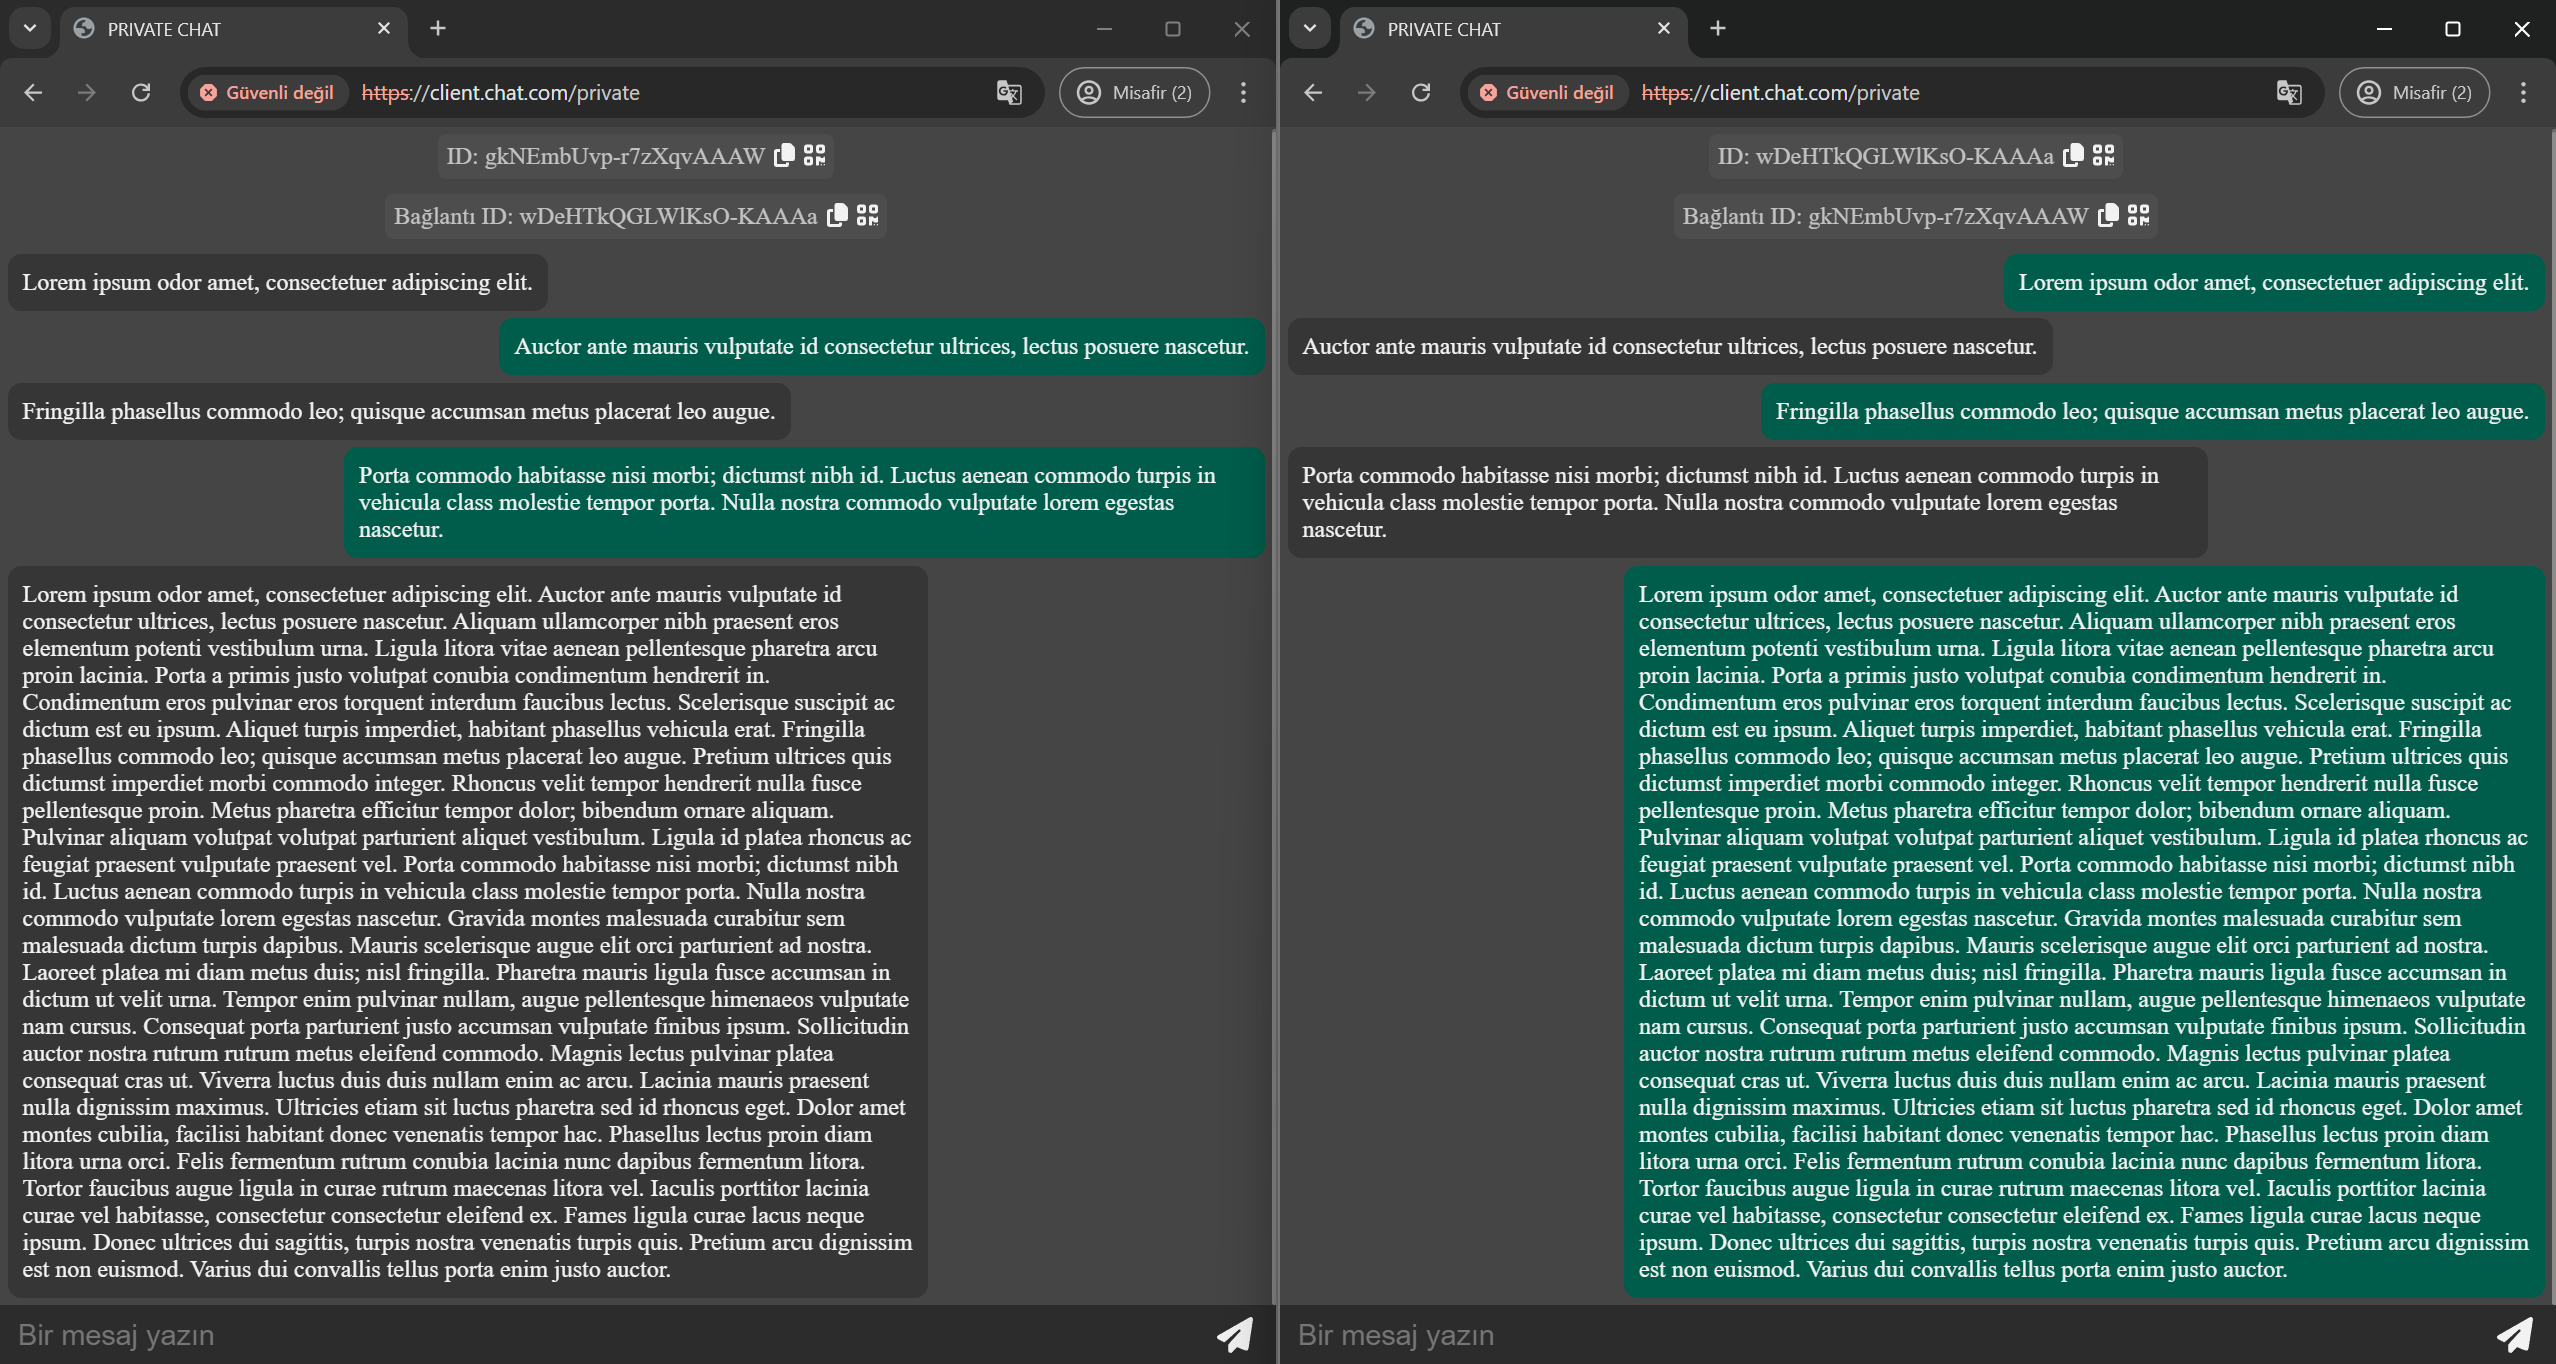 PRIVATE CHAT
Güvenli değil
https://client.chat.com/private
Misafir (2)
ID: gkNEmbUvp-r7zXqvAAAW
Bağlantı ID: wDeHTkQGLWlKsO-KAAAa
Lorem ipsum odor amet, consectetuer adipiscing elit.
Auctor ante mauris vulputate id consectetur ultrices, lectus posuere nascetur.
Fringilla phasellus commodo leo; quisque accumsan metus placerat leo augue.
Porta commodo habitasse nisi morbi; dictumst nibh id. Luctus aenean commodo turpis in
vehicula class molestie tempor porta. Nulla nostra commodo vulputate lorem egestas
nascetur.
Lorem ipsum odor amet, consectetuer adipiscing elit. Auctor ante mauris vulputate id
consectetur ultrices, lectus posuere nascetur. Aliquam ullamcorper nibh praesent eros
elementum potenti vestibulum urna. Ligula litora vitae aenean pellentesque pharetra arcu
proin lacinia. Porta a primis justo volutpat conubia condimentum hendrerit in.
Condimentum eros pulvinar eros torquent interdum faucibus lectus. Scelerisque suscipit ac
dictum est eu ipsum. Aliquet turpis imperdiet, habitant phasellus vehicula erat. Fringilla
phasellus commodo leo; quisque accumsan metus placerat leo augue. Pretium ultrices quis
dictumst imperdiet morbi commodo integer. Rhoncus velit tempor hendrerit nulla fusce
pellentesque proin. Metus pharetra efficitur tempor dolor; bibendum ornare aliquam.
Pulvinar aliquam volutpat volutpat parturient aliquet vestibulum. Ligula id platea rhoncus ac
feugiat praesent vulputate praesent vel. Porta commodo habitasse nisi morbi; dictumst nibh
id. Luctus aenean commodo turpis in vehicula class molestie tempor porta. Nulla nostra
commodo vulputate lorem egestas nascetur. Gravida montes malesuada curabitur sem
malesuada dictum turpis dapibus. Mauris scelerisque augue elit orci parturient ad nostra.
Laoreet platea mi diam metus duis; nisl fringilla. Pharetra mauris ligula fusce accumsan in
dictum ut velit urna. Tempor enim pulvinar nullam, augue pellentesque himenaeos vulputate
nam cursus. Consequat porta parturient justo accumsan vulputate finibus ipsum. Sollicitudin
auctor nostra rutrum rutrum metus eleifend commodo. Magnis lectus pulvinar platea
consequat cras ut. Viverra luctus duis duis nullam enim ac arcu. Lacinia mauris praesent
nulla dignissim maximus. Ultricies etiam sit luctus pharetra sed id rhoncus eget. Dolor amet
montes cubilia, facilisi habitant donec venenatis tempor hac. Phasellus lectus proin diam
litora urna orci. Felis fermentum rutrum conubia lacinia nunc dapibus fermentum litora.
Tortor faucibus augue ligula in curae rutrum maecenas litora vel. Iaculis porttitor lacinia
curae vel habitasse, consectetur consectetur eleifend ex. Fames ligula curae lacus neque
ipsum. Donec ultrices dui sagittis, turpis nostra venenatis turpis quis. Pretium arcu dignissim
est non euismod. Varius dui convallis tellus porta enim justo auctor.
Bir mesaj yazın
PRIVATE CHAT
Güvenli değil
https://client.chat.com/private
Misafir (2)
ID: wDeHTkQGLWlKsO-KAAAa
Bağlantı ID: gkNEmbUvp-r7zXqvAAAW
Lorem ipsum odor amet, consectetuer adipiscing elit.
Auctor ante mauris vulputate id consectetur ultrices, lectus posuere nascetur.
Fringilla phasellus commodo leo; quisque accumsan metus placerat leo augue.
Porta commodo habitasse nisi morbi; dictumst nibh id. Luctus aenean commodo turpis in
vehicula class molestie tempor porta. Nulla nostra commodo vulputate lorem egestas
nascetur.
Lorem ipsum odor amet, consectetuer adipiscing elit. Auctor ante mauris vulputate id
consectetur ultrices, lectus posuere nascetur. Aliquam ullamcorper nibh praesent eros
elementum potenti vestibulum urna. Ligula litora vitae aenean pellentesque pharetra arcu
proin lacinia. Porta a primis justo volutpat conubia condimentum hendrerit in.
Condimentum eros pulvinar eros torquent interdum faucibus lectus. Scelerisque suscipit ac
dictum est eu ipsum. Aliquet turpis imperdiet, habitant phasellus vehicula erat. Fringilla
phasellus commodo leo; quisque accumsan metus placerat leo augue. Pretium ultrices quis
dictumst imperdiet morbi commodo integer. Rhoncus velit tempor hendrerit nulla fusce
pellentesque proin. Metus pharetra efficitur tempor dolor; bibendum ornare aliquam.
Pulvinar aliquam volutpat volutpat parturient aliquet vestibulum. Ligula id platea rhoncus ac
feugiat praesent vulputate praesent vel. Porta commodo habitasse nisi morbi; dictumst nibh
id. Luctus aenean commodo turpis in vehicula class molestie tempor porta. Nulla nostra
commodo vulputate lorem egestas nascetur. Gravida montes malesuada curabitur sem
malesuada dictum turpis dapibus. Mauris scelerisque augue elit orci parturient ad nostra.
Laoreet platea mi diam metus duis; nisl fringilla. Pharetra mauris ligula fusce accumsan in
dictum ut velit urna. Tempor enim pulvinar nullam, augue pellentesque himenaeos vulputate
nam cursus. Consequat porta parturient justo accumsan vulputate finibus ipsum. Sollicitudin
auctor nostra rutrum rutrum metus eleifend commodo. Magnis lectus pulvinar platea
consequat cras ut. Viverra luctus duis duis nullam enim ac arcu. Lacinia mauris praesent
nulla dignissim maximus. Ultricies etiam sit luctus pharetra sed id rhoncus eget. Dolor amet
montes cubilia, facilisi habitant donec venenatis tempor hac. Phasellus lectus proin diam
litora urna orci. Felis fermentum rutrum conubia lacinia nunc dapibus fermentum litora.
Tortor faucibus augue ligula in curae rutrum maecenas litora vel. Iaculis porttitor lacinia
curae vel habitasse, consectetur consectetur eleifend ex. Fames ligula curae lacus neque
ipsum. Donec ultrices dui sagittis, turpis nostra venenatis turpis quis. Pretium arcu dignissim
est non euismod. Varius dui convallis tellus porta enim justo auctor.
Bir mesaj yazın